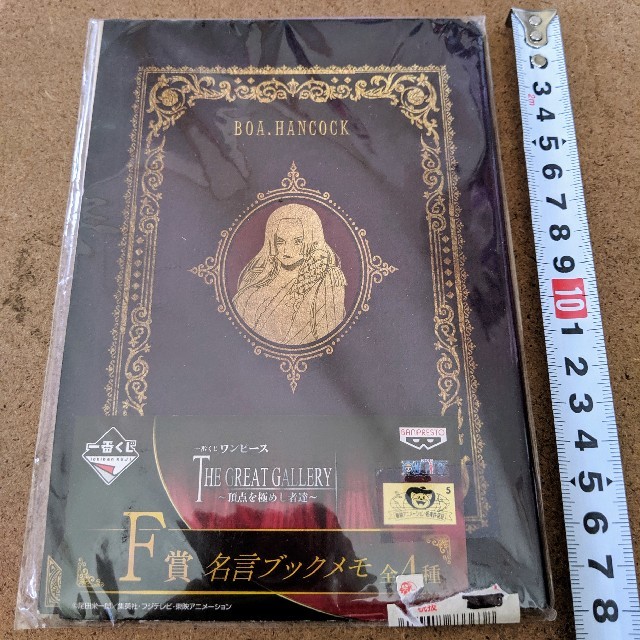 BOA.HANCOCK
一番くじ
ICHIBAN KUJI
一番くじ ワンピース
THE GREAT GALLERY
～頂点を極めし者達～
BANPRESTO
5
F賞 名言ブックメモ 全4種
©尾田栄一郎／集英社・フジテレビ・東映アニメーション
2m
3 4 5 6 7 8 9 10 1 2 3 4 5 6 7 8